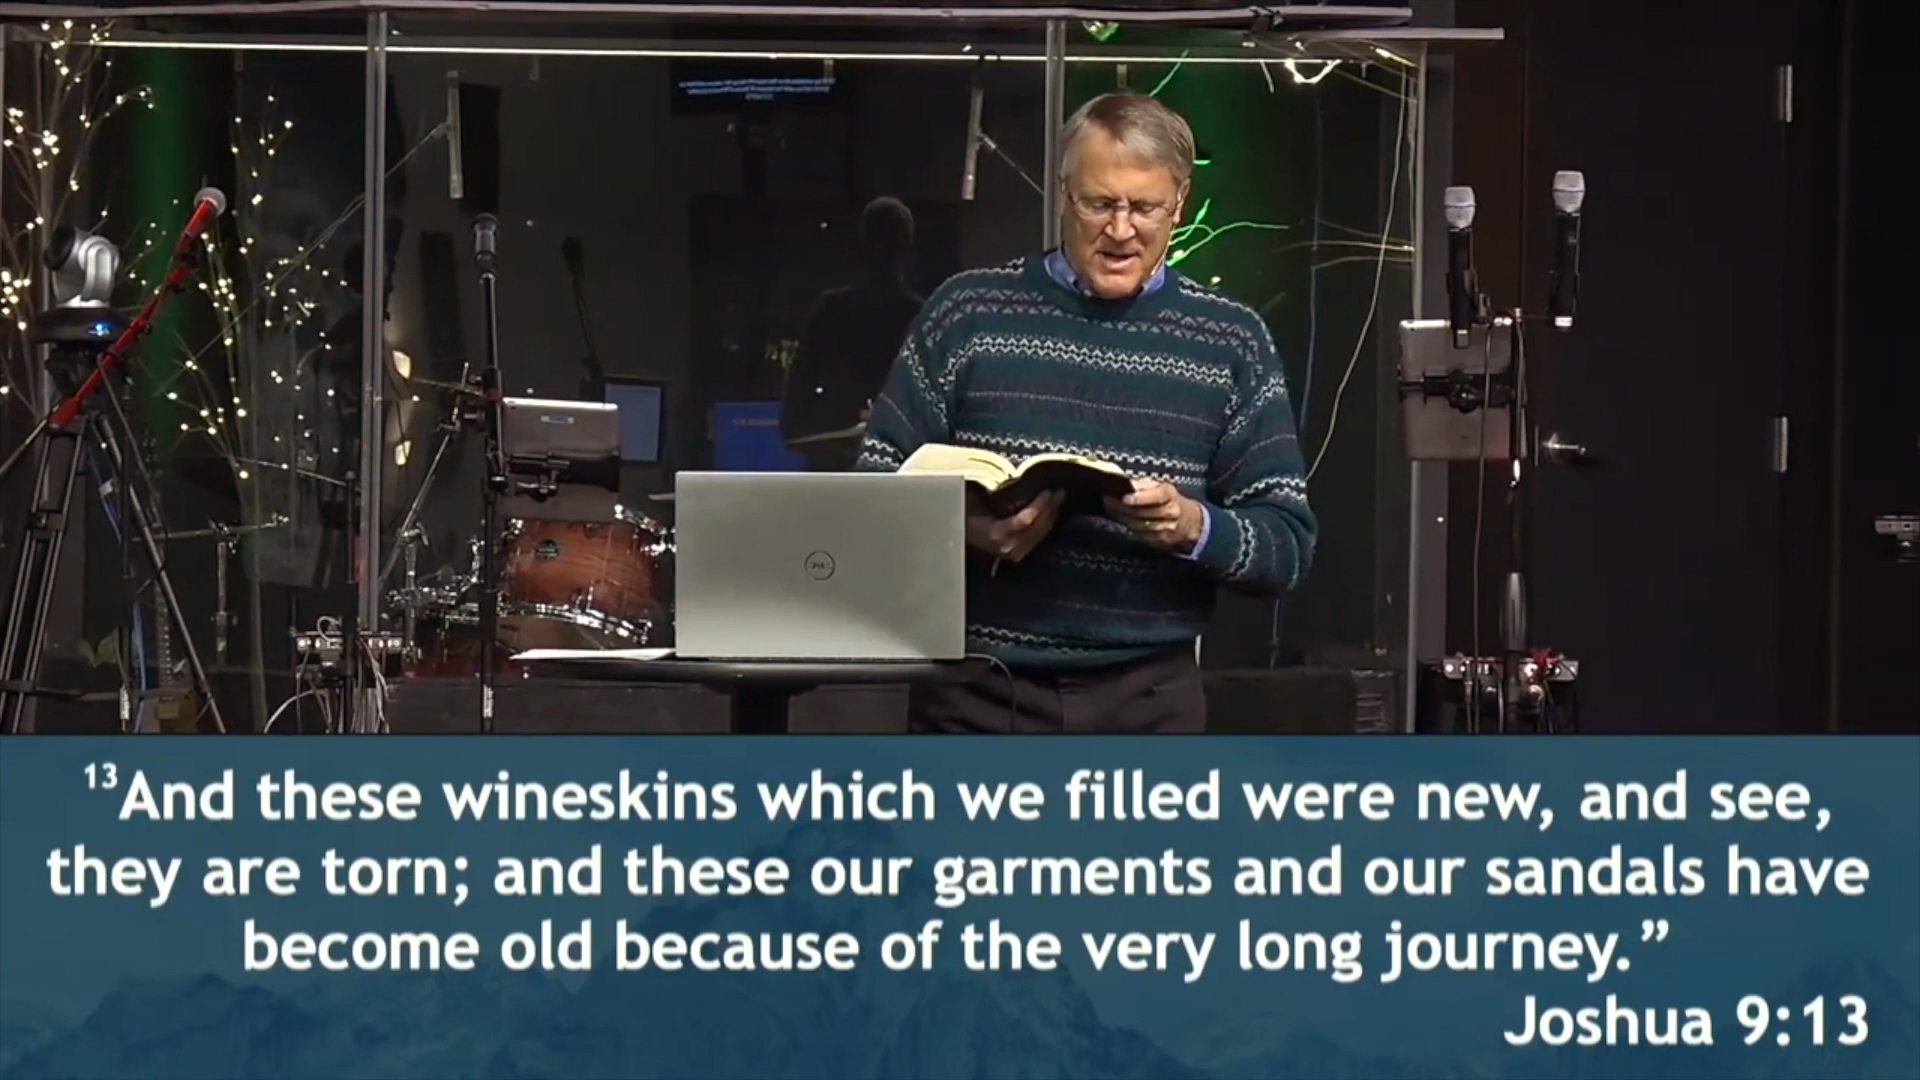 DELL
¹³And these wineskins which we filled were new, and see,
they are torn; and these our garments and our sandals have
become old because of the very long journey.”
Joshua 9:13